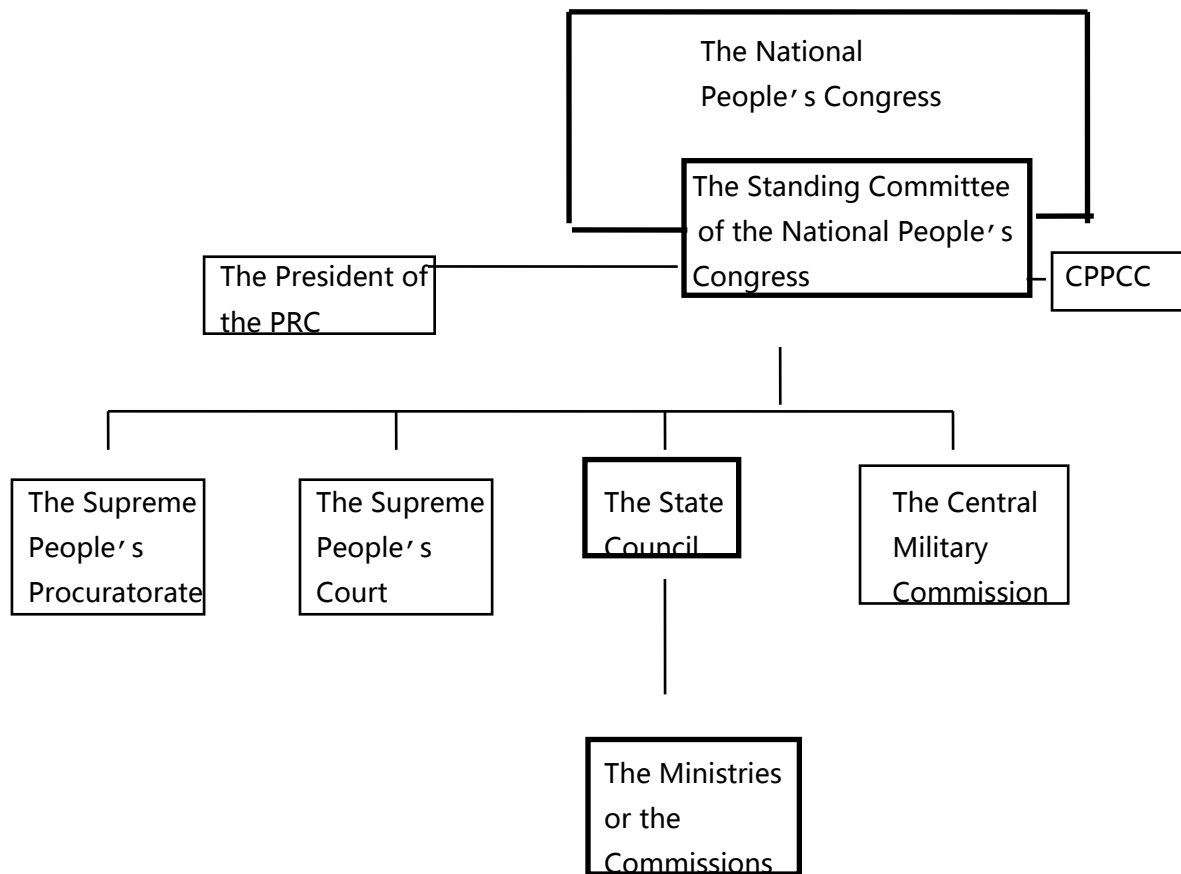 The National
People′s Congress
The Standing Committee
of the National People′s
Congress
The President of
the PRC
CPPCC
The Supreme
People′s
Procuratorate
The Supreme
People′s
Court
The State
Council
The Central
Military
Commission
The Ministries
or the
Commissions